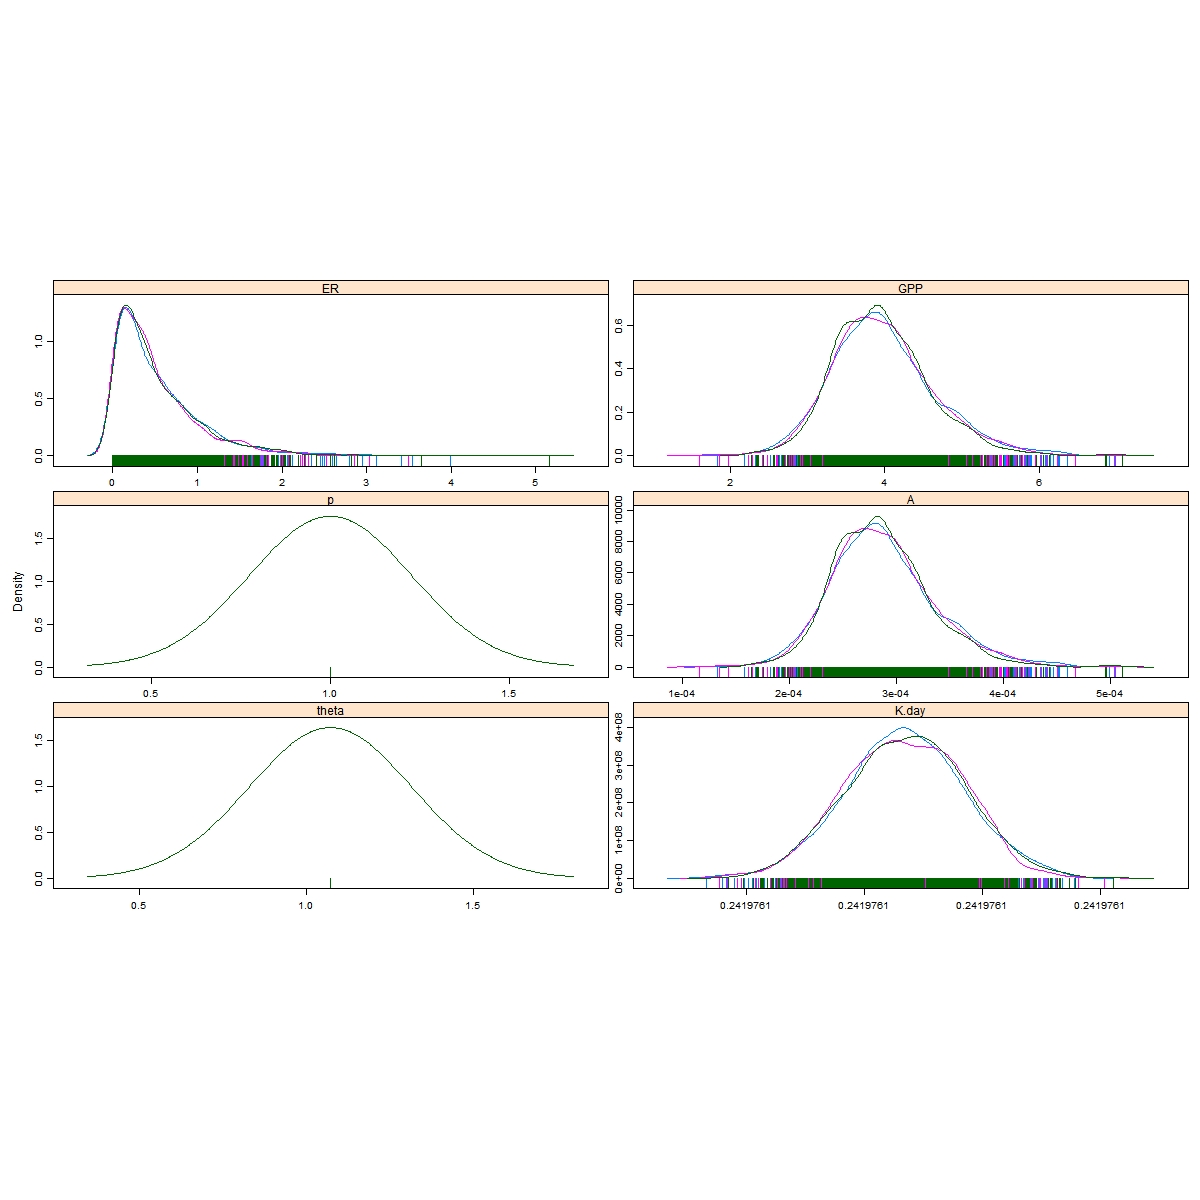 ER
0.0 0.5 1.0
0 1 2 3 4 5
GPP
0.0 0.2 0.4 0.6
2 4 6
p
0.0 0.5 1.0 1.5
0.5 1.0 1.5
A
0 2000 4000 6000 8000 10000
1e-04 2e-04 3e-04 4e-04 5e-04
Density
theta
0.0 0.5 1.0 1.5
0.5 1.0 1.5
K.day
0e+00 1e+08 2e+08 3e+08 4e+08
0.2419761 0.2419761 0.2419761 0.2419761